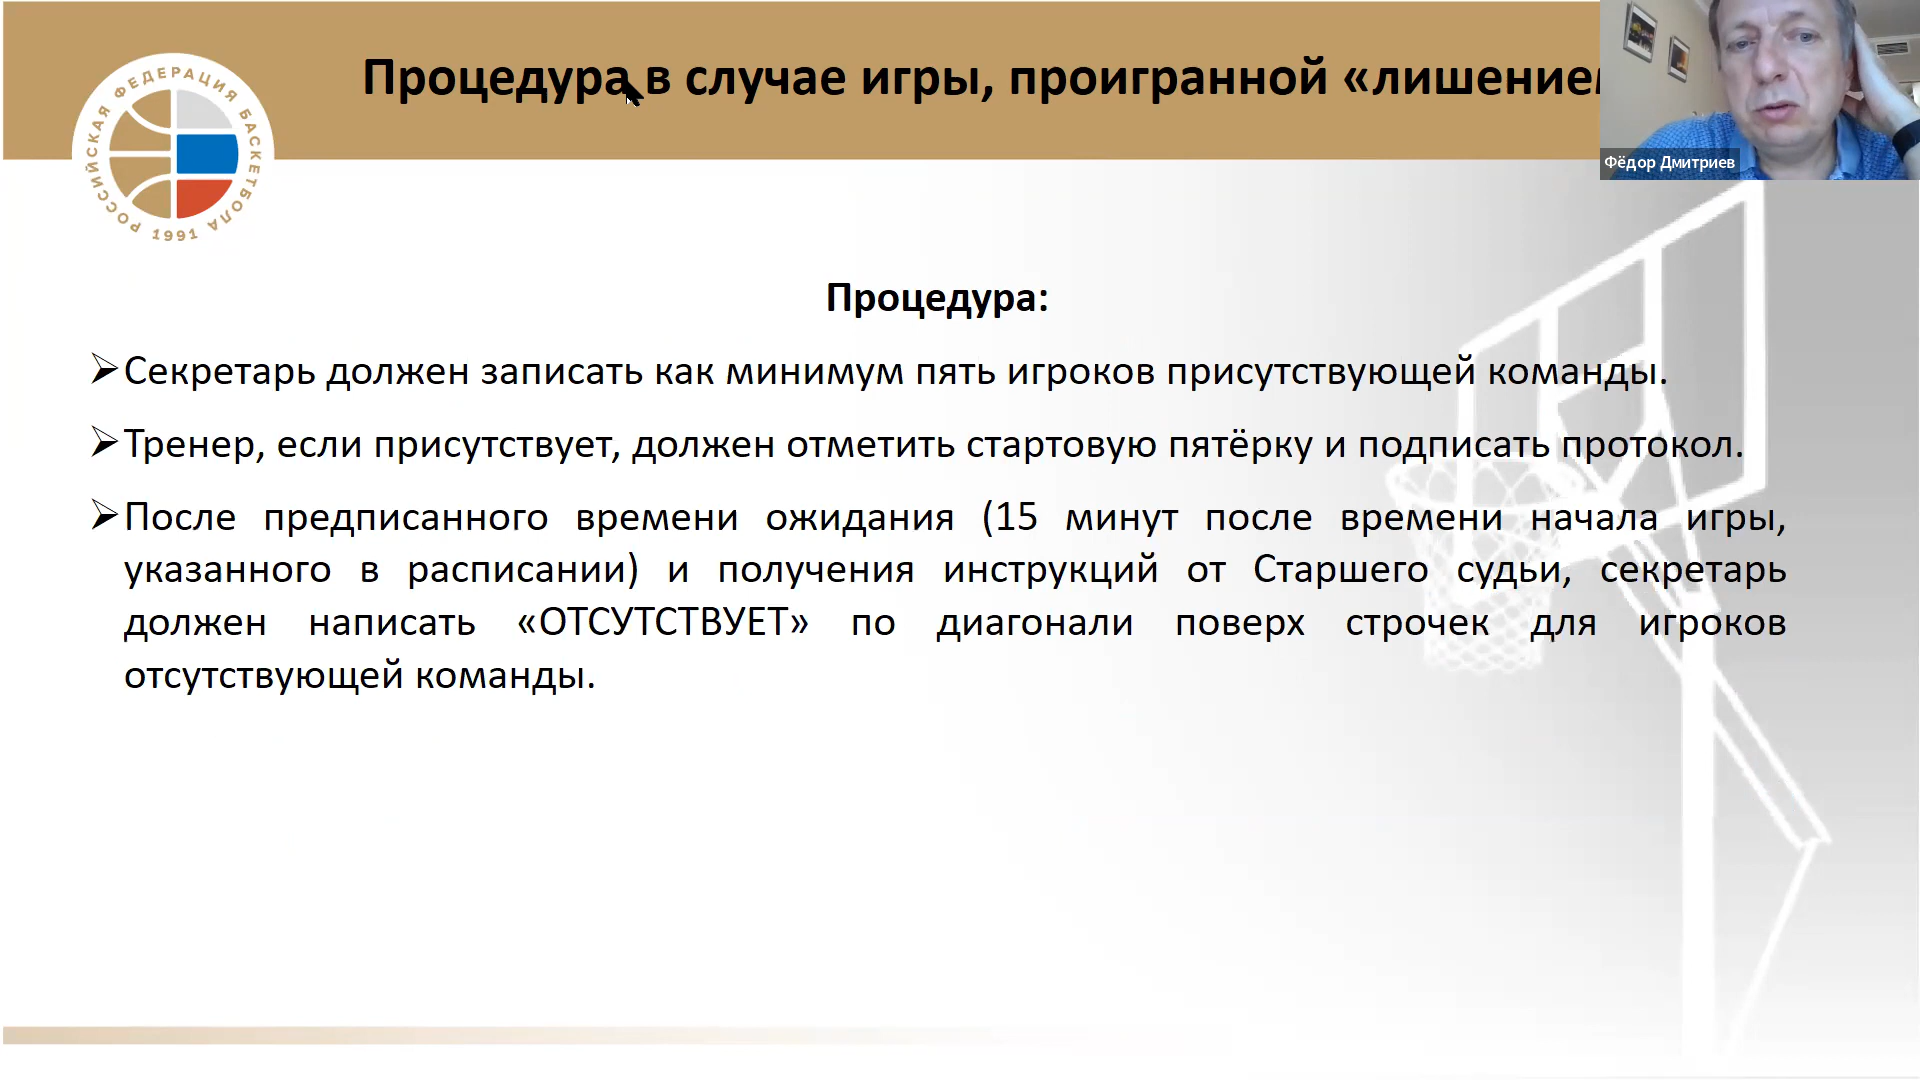 Процедура в случае игры, проигранной «лишением
Фёдор Дмитриев
РОССИЙСКАЯ ФЕДЕРАЦИЯ БАСКЕТБОЛА
1991
Процедура:
Секретарь должен записать как минимум пять игроков присутствующей команды.
Тренер, если присутствует, должен отметить стартовую пятёрку и подписать протокол.
После предписанного времени ожидания (15 минут после времени начала игры,
указанного в расписании) и получения инструкций от Старшего судьи, секретарь
должен написать «ОТСУТСТВУЕТ» по диагонали поверх строчек для игроков
отсутствующей команды.